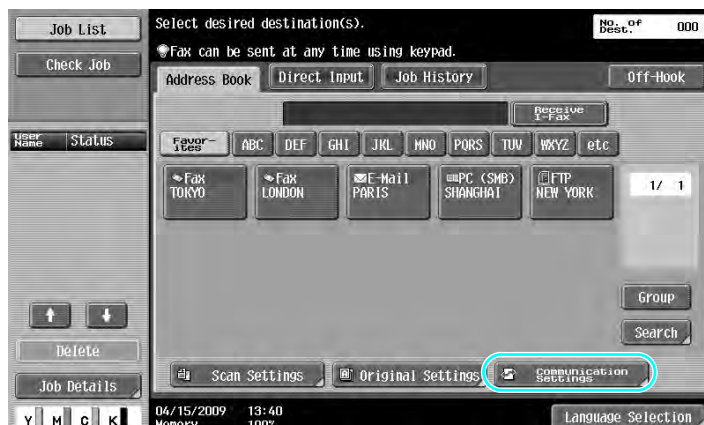 Job List
Check Job
User Name Status
Delete
Job Details
Y M C K
Select desired destination(s).
No. of Dest. 000
Fax can be sent at any time using keypad.
Address Book Direct Input Job History Off-Hook
Receive I-Fax
Favor-ites ABC DEF GHI JKL MNO PQRS TUV WXYZ etc
Fax TOKYO
Fax LONDON
E-Mail PARIS
PC (SMB) SHANGHAI
FTP NEW YORK
1/ 1
Group
Search
Scan Settings Original Settings Communication Settings
04/15/2009 13:40
Memory 100%
Language Selection